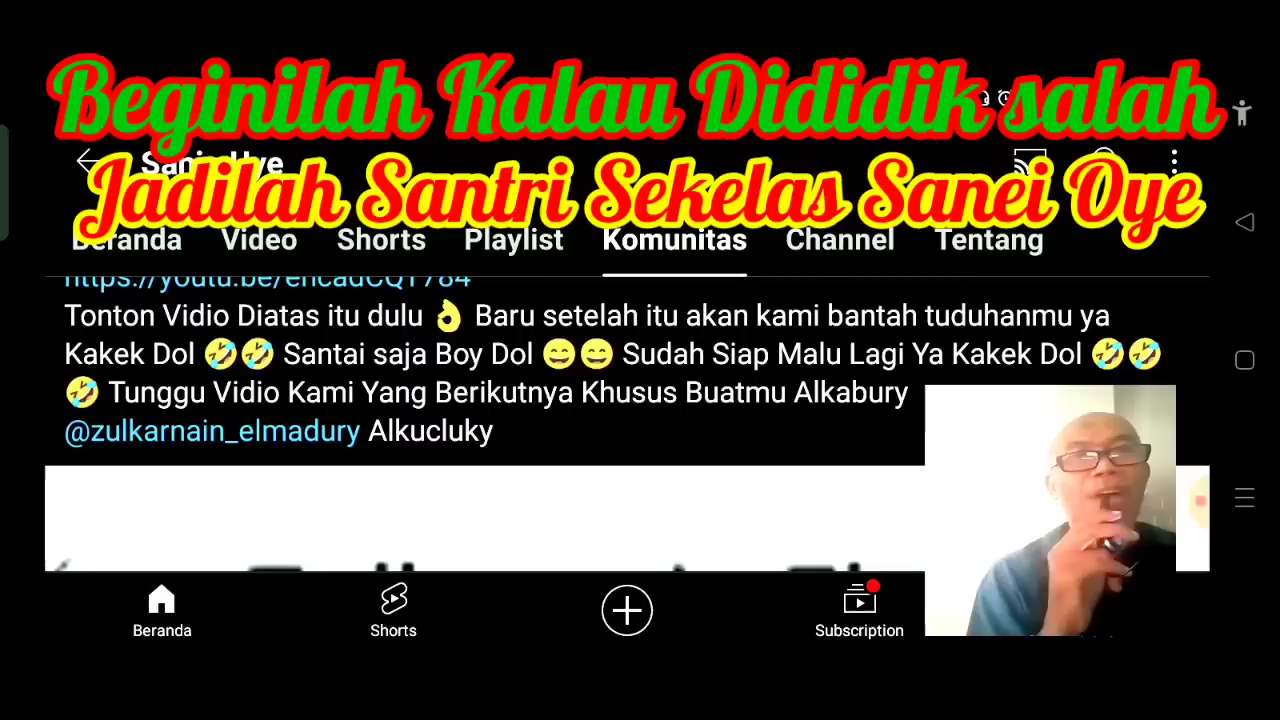 Beginilah Kalau Dididik salah
Jadilah Santri Sekelas Sanei Oye
Beranda Video Shorts Playlist Komunitas Channel Tentang
Tonton Vidio Diatas itu dulu 👌 Baru setelah itu akan kami bantah tuduhanmu ya
Kakek Dol 🤣🤣 Santai saja Boy Dol 😄😄 Sudah Siap Malu Lagi Ya Kakek Dol 🤣🤣
🤣 Tunggu Vidio Kami Yang Berikutnya Khusus Buatmu Alkabury
@zulkarnain_elmadury Alkucluky
Beranda Shorts Subscription